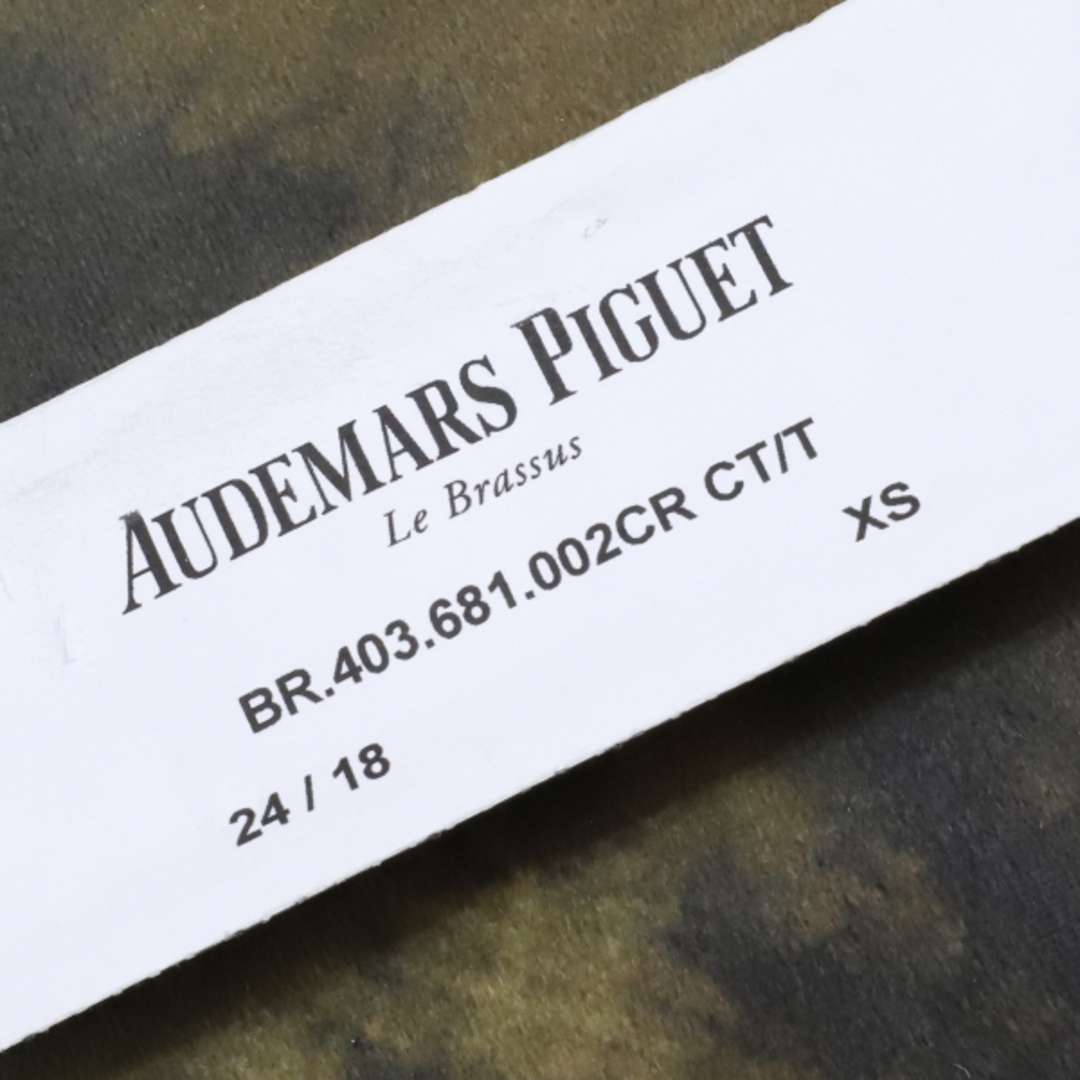 AUDEMARS PIGUET
Le Brassus
BR.403.681.002CR CT/T
XS
24 / 18